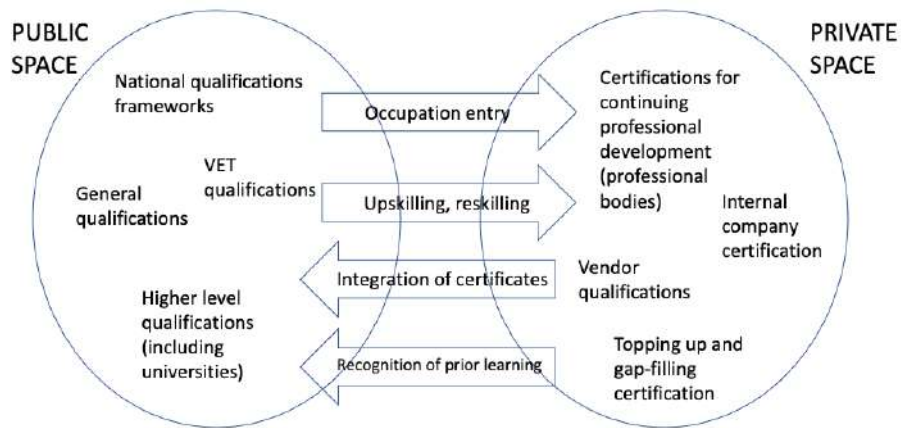 PUBLIC
SPACE
National qualifications
frameworks
VET
qualifications
General
qualifications
Higher level
qualifications
(including
universities)
Occupation entry
Upskilling, reskilling
Integration of certificates
Recognition of prior learning
PRIVATE
SPACE
Certifications for
continuing
professional
development
(professional
bodies)
Internal
company
certification
Vendor
qualifications
Topping up and
gap-filling
certification